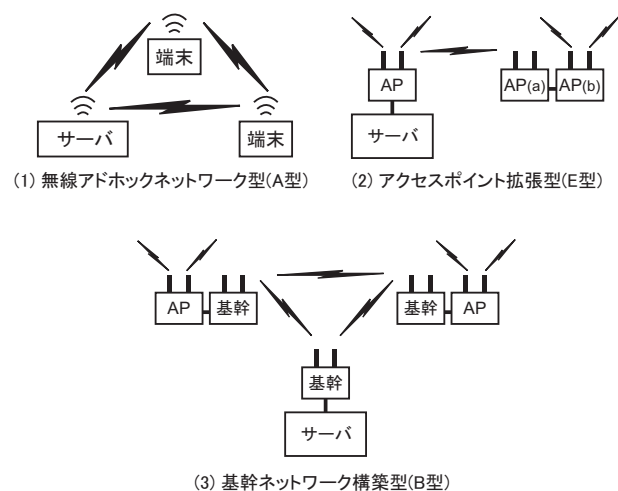 端末
サーバ
端末
(1) 無線アドホックネットワーク型(A型)
AP
AP(a)
AP(b)
サーバ
(2) アクセスポイント拡張型(E型)
AP
基幹
基幹
AP
基幹
サーバ
(3) 基幹ネットワーク構築型(B型)